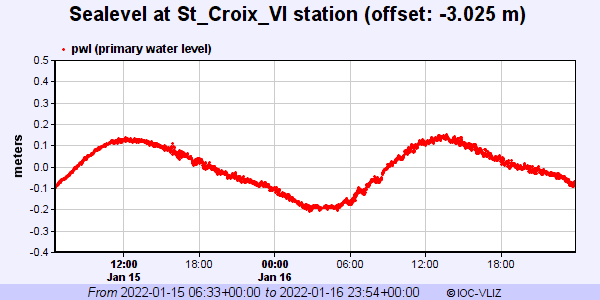 Sealevel at St_Croix_VI station (offset: -3.025 m)
pwl (primary water level)
0.5
0.4
0.3
0.2
0.1
0.0
-0.1
-0.2
-0.3
-0.4
meters
12:00 18:00 00:00 06:00 12:00 18:00
Jan 15 Jan 16
From 2022-01-15 06:33+00:00 to 2022-01-16 23:54+00:00 © IOC-VLIZ